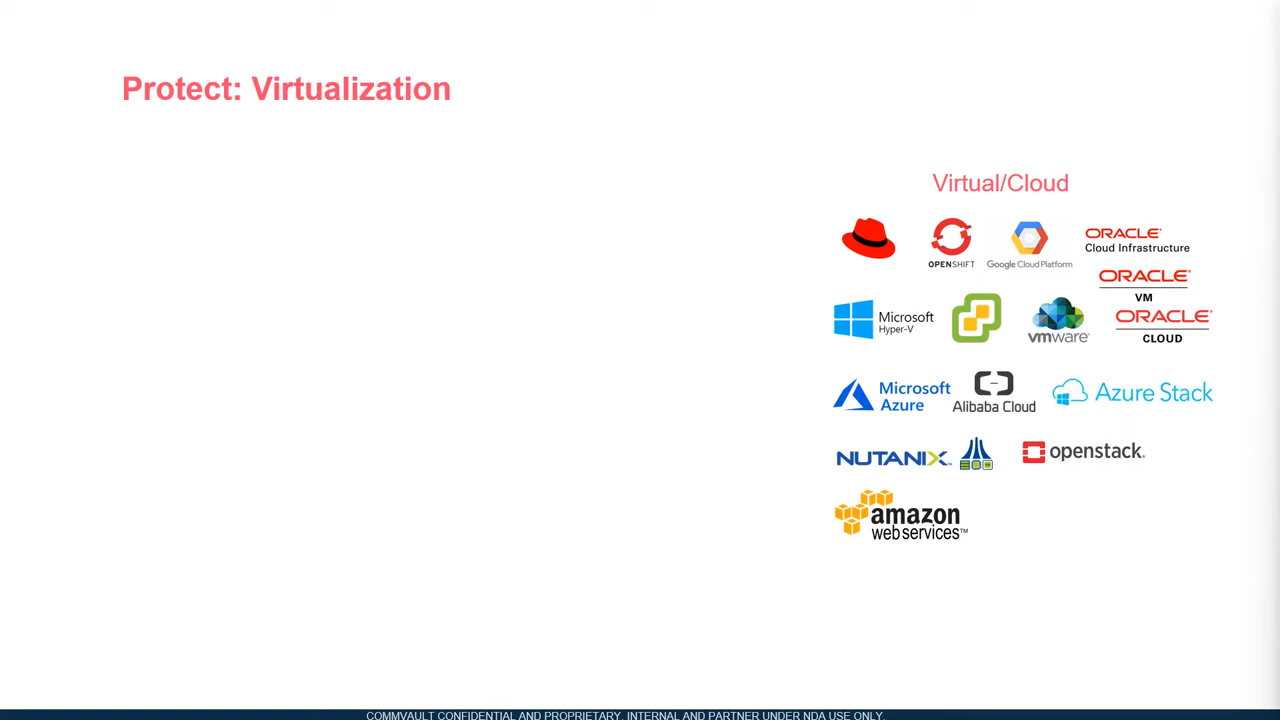 Protect: Virtualization
Virtual/Cloud
OPENSHIFT
Google Cloud Platform
ORACLE®
Cloud Infrastructure
ORACLE®
VM
Microsoft
Hyper-V
vmware®
ORACLE®
CLOUD
Microsoft
Azure
Alibaba Cloud
Azure Stack
NUTANIX™
openstack.
amazon
web services™
COMMVAULT CONFIDENTIAL AND PROPRIETARY. INTERNAL AND PARTNER UNDER NDA USE ONLY.